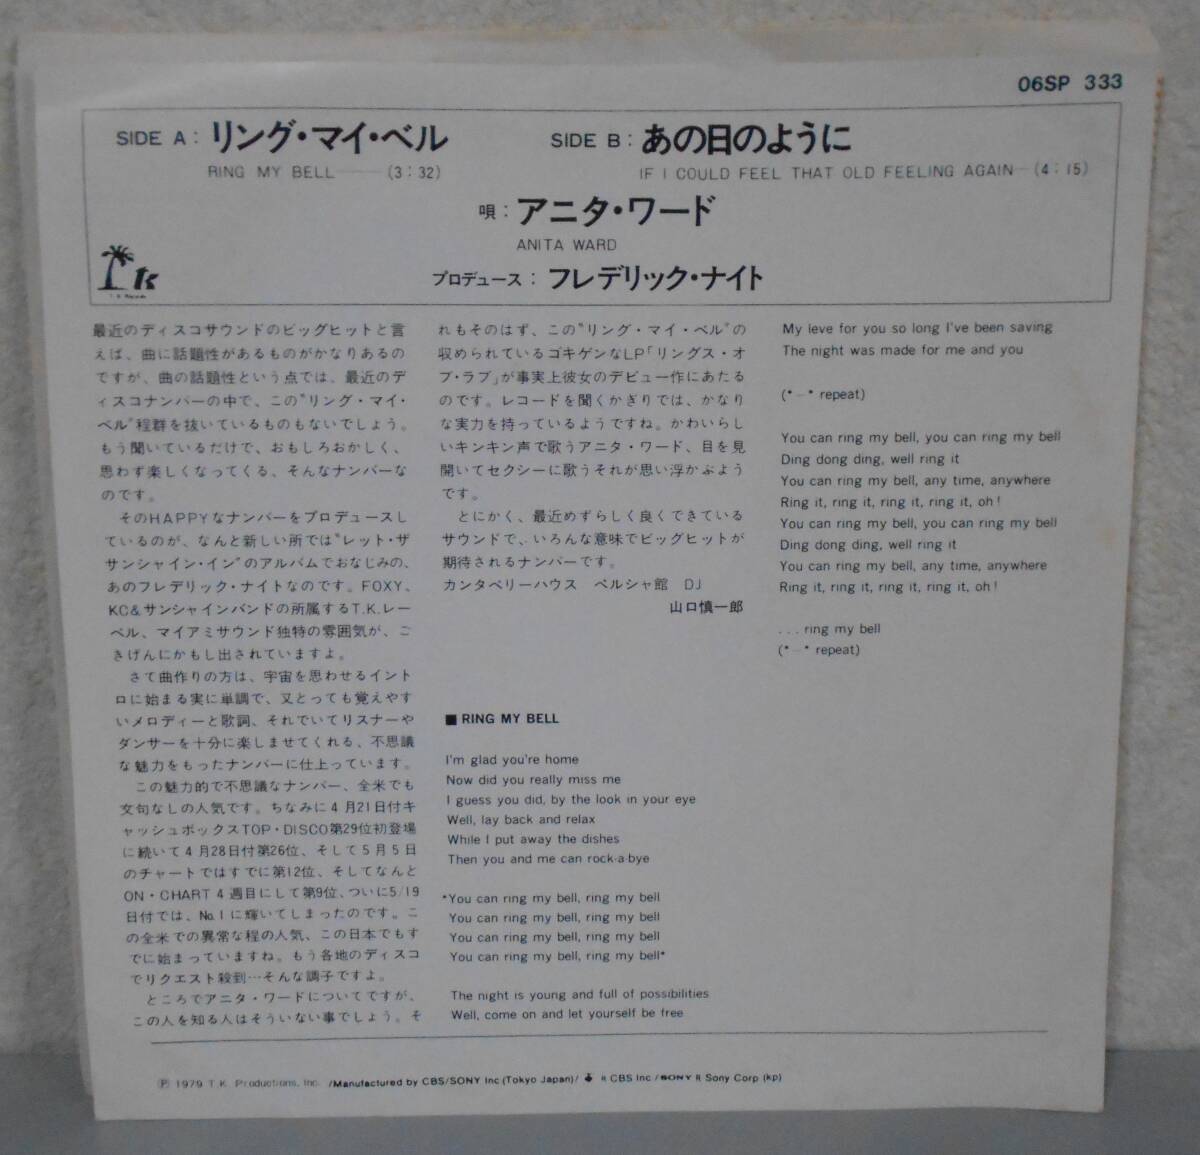 06SP 333
SIDE A: リング・マイ・ベル
RING MY BELL——(3:32)
SIDE B: あの日のように
IF I COULD FEEL THAT OLD FEELING AGAIN—(4:15)
唄: アニタ・ワード
ANITA WARD
プロデュース: フレデリック・ナイト
tk
T. K. Records
最近のディスコサウンドのビッグヒットと言
えば、曲に話題性があるものがかなりあるの
ですが、曲の話題性という点では、最近のデ
ィスコナンバーの中で、この“リング・マイ・
ベル”程群を抜いているものもないでしょう。
もう聞いているだけで、おもしろおかしく、
思わず楽しくなってくる、そんなナンバーな
のです。
そのHAPPYなナンバーをプロデュースし
ているのが、なんと新しい所では“レット・ザ
サンシャイン・イン”のアルバムでおなじみの、
あのフレデリック・ナイトなのです。FOXY、
KC&サンシャインバンドの所属するT.K.レー
ベル、マイアミサウンド独特の雰囲気が、ご
きげんにかもし出されていますよ。
さて曲作りの方は、宇宙を思わせるイント
ロに始まる実に単調で、又とっても覚えやす
いメロディーと歌詞、それでいてリスナーや
ダンサーを十分に楽しませてくれる、不思議
な魅力をもったナンバーに仕上っています。
この魅力的で不思議なナンバー、全米でも
文句なしの人気です。ちなみに4月21日付キ
ャッシュボックスTOP・DISCO第29位初登場
に続いて4月28日付第26位、そして5月5日
のチャートではすでに第12位、そしてなんと
ON・CHART 4週目にして第9位、ついに5/19
日付では、No.1に輝いてしまったのです。こ
の全米での異常な程の人気、この日本でもす
でに始まっていますね。もう各地のディスコ
でリクエスト殺到…そんな調子ですよ。
ところでアニタ・ワードについてですが、
この人を知る人はそういない事でしょう。そ
れもそのはず、この“リング・マイ・ベル”の
収められているゴキゲンなLP「リングス・オ
ブ・ラブ」が事実上彼女のデビュー作にあたる
のです。レコードを聞くかぎりでは、かなり
な実力を持っているようですね。かわいらし
いキンキン声で歌うアニタ・ワード、目を見
開いてセクシーに歌うそれが思い浮かぶよう
です。
とにかく、最近めずらしく良くできている
サウンドで、いろんな意味でビッグヒットが
期待されるナンバーです。
カンタベリーハウス ペルシャ館 DJ
山口慎一郎
■ RING MY BELL
I'm glad you're home
Now did you really miss me
I guess you did, by the look in your eye
Well, lay back and relax
While I put away the dishes
Then you and me can rock-a-bye
*You can ring my bell, ring my bell
You can ring my bell, ring my bell
You can ring my bell, ring my bell
You can ring my bell, ring my bell*
The night is young and full of possibilities
Well, come on and let yourself be free
My leve for you so long I've been saving
The night was made for me and you
(*—* repeat)
You can ring my bell, you can ring my bell
Ding dong ding, well ring it
You can ring my bell, any time, anywhere
Ring it, ring it, ring it, ring it, oh!
You can ring my bell, you can ring my bell
Ding dong ding, well ring it
You can ring my bell, any time, anywhere
Ring it, ring it, ring it, ring it, oh!
...ring my bell
(*—* repeat)
Ⓟ 1979 T.K. Productions, Inc. /Manufactured by CBS/SONY Inc (Tokyo Japan)/ ® CBS Inc /SONY ® Sony Corp (kp)